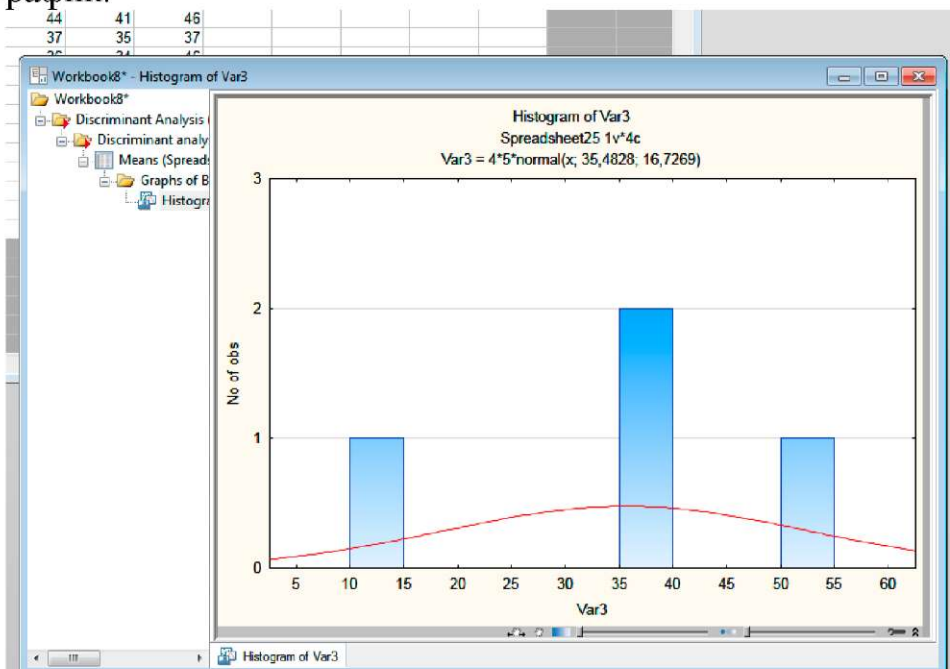 44 41 46
37 35 37
Workbook8* - Histogram of Var3
Workbook8*
Discriminant Analysis (
Discriminant analy
Means (Spreads
Graphs of B
Histogra
Histogram of Var3
Spreadsheet25 1v*4c
Var3 = 4*5*normal(x; 35,4828; 16,7269)
3
2
1
0
No of obs
5 10 15 20 25 30 35 40 45 50 55 60
Var3
Histogram of Var3